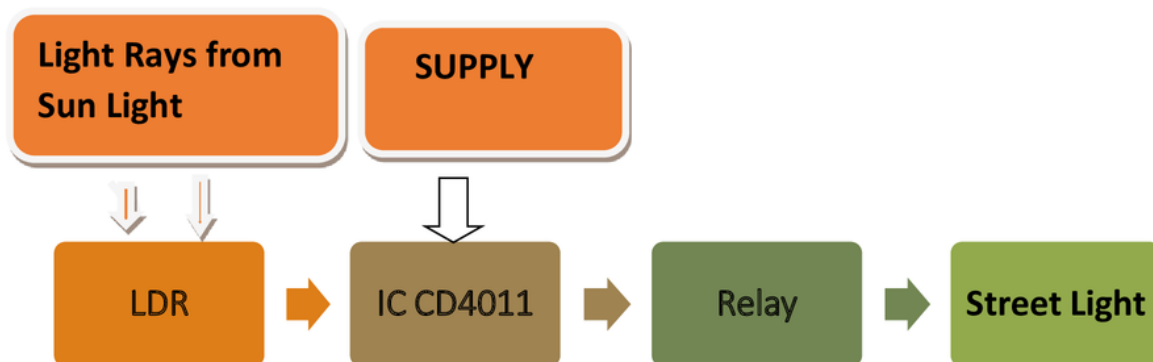 Light Rays from
Sun Light
SUPPLY
LDR
IC CD4011
Relay
Street Light